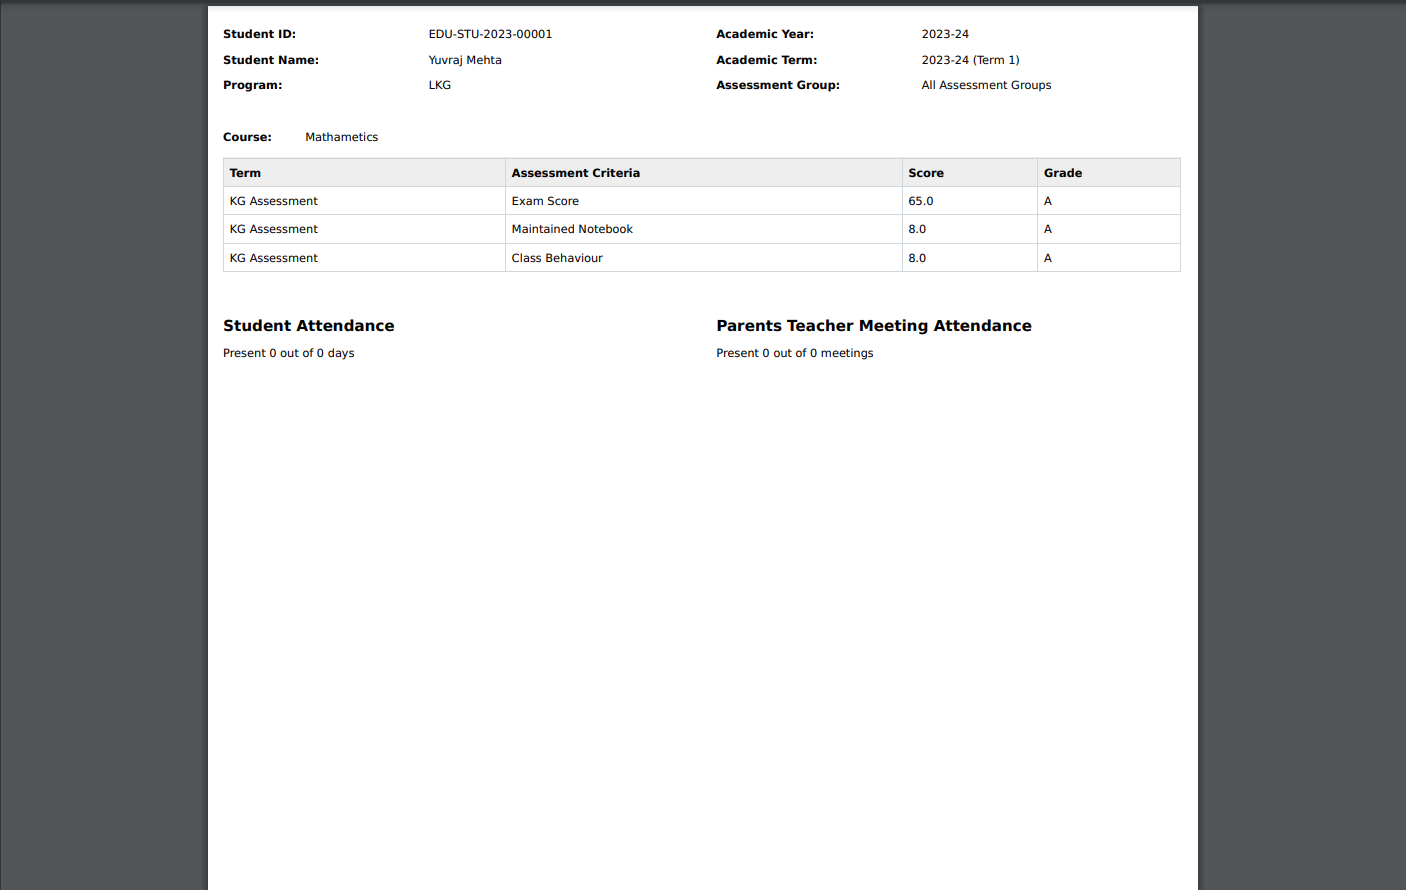 Student ID: EDU-STU-2023-00001 Academic Year: 2023-24
Student Name: Yuvraj Mehta Academic Term: 2023-24 (Term 1)
Program: LKG Assessment Group: All Assessment Groups
Course: Mathametics
Term Assessment Criteria Score Grade
KG Assessment Exam Score 65.0 A
KG Assessment Maintained Notebook 8.0 A
KG Assessment Class Behaviour 8.0 A
Student Attendance Parents Teacher Meeting Attendance
Present 0 out of 0 days Present 0 out of 0 meetings